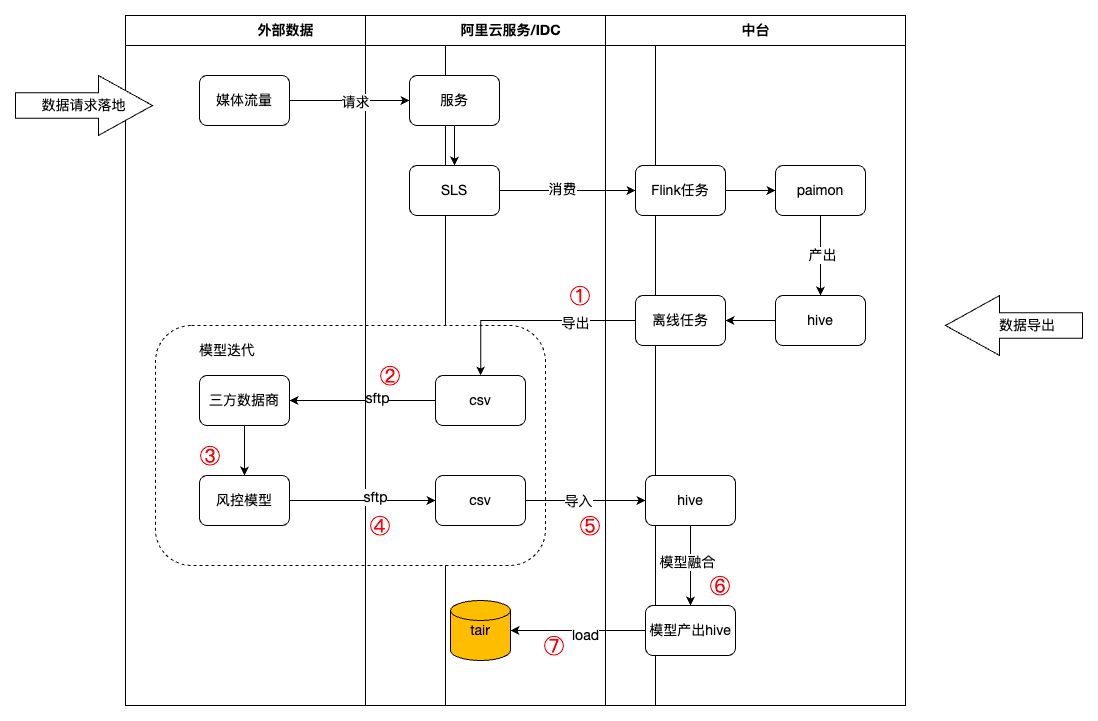 外部数据
阿里云服务/IDC
中台
数据请求落地
媒体流量
请求
服务
SLS
消费
Flink任务
paimon
产出
①
导出
离线任务
hive
数据导出
模型迭代
②
三方数据商
sftp
csv
③
风控模型
sftp
④
csv
导入
⑤
hive
模型融合
⑥
tair
⑦
load
模型产出hive